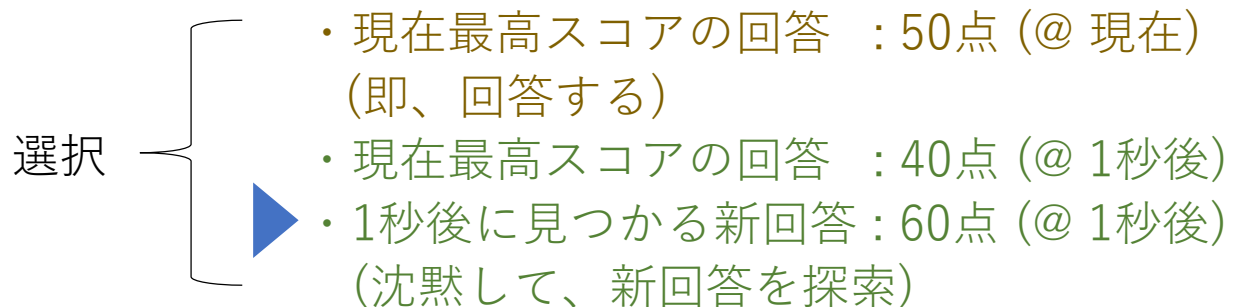 ・現在最高スコアの回答 : 50点 (@ 現在)
(即、回答する)
選択
・現在最高スコアの回答 : 40点 (@ 1秒後)
・1秒後に見つかる新回答 : 60点 (@ 1秒後)
(沈黙して、新回答を探索)